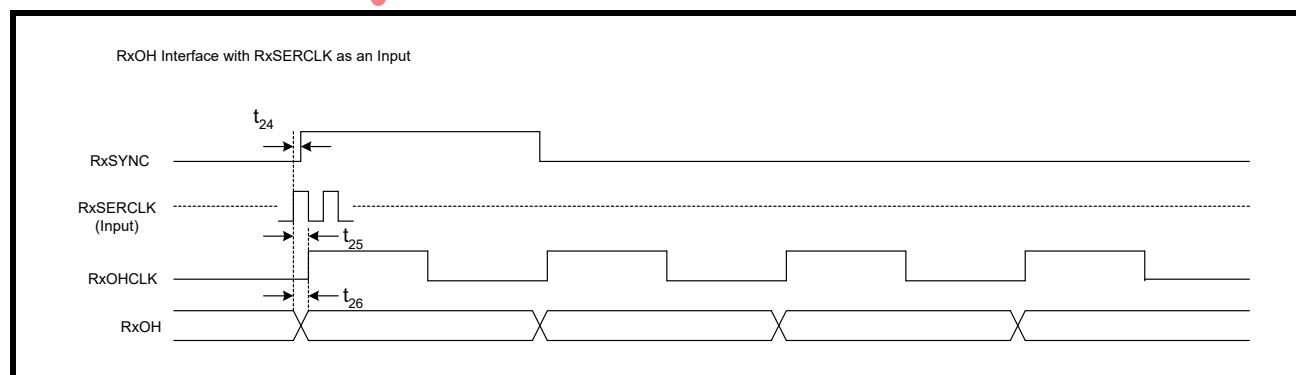 RxOH Interface with RxSERCLK as an Input
t24
RxSYNC
RxSERCLK
(Input)
t25
RxOHCLK
t26
RxOH